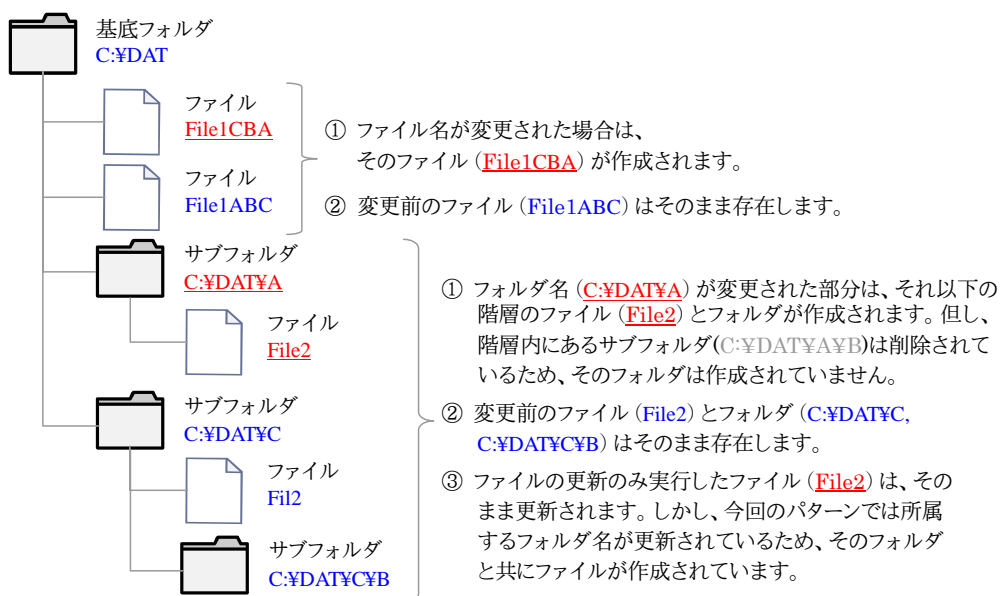 基底フォルダ
C:¥DAT
ファイル
File1CBA
ファイル
File1ABC
① ファイル名が変更された場合は、
そのファイル（File1CBA）が作成されます。
② 変更前のファイル（File1ABC）はそのまま存在します。
サブフォルダ
C:¥DAT¥A
ファイル
File2
サブフォルダ
C:¥DAT¥C
ファイル
Fil2
サブフォルダ
C:¥DAT¥C¥B
① フォルダ名（C:¥DAT¥A）が変更された部分は、それ以下の
階層のファイル（File2）とフォルダが作成されます。但し、
階層内にあるサブフォルダ(C:¥DAT¥A¥B)は削除されて
いるため、そのフォルダは作成されていません。
② 変更前のファイル（File2）とフォルダ（C:¥DAT¥C,
C:¥DAT¥C¥B）はそのまま存在します。
③ ファイルの更新のみ実行したファイル（File2）は、その
まま更新されます。しかし、今回のパターンでは所属
するフォルダ名が更新されているため、そのフォルダ
と共にファイルが作成されています。